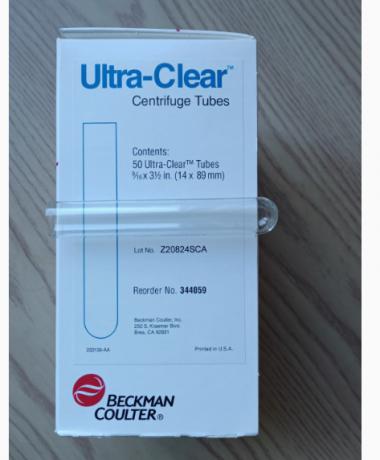 Ultra-Clear™
Centrifuge Tubes
Contents:
50 Ultra-Clear™ Tubes
9/16 x 3½ in. (14 x 89 mm)
Lot No. Z20824SCA
Reorder No. 344059
Beckman Coulter, Inc.
250 S. Kraemer Blvd.
Brea, CA 92821
Printed in U.S.A.
BECKMAN
COULTER®